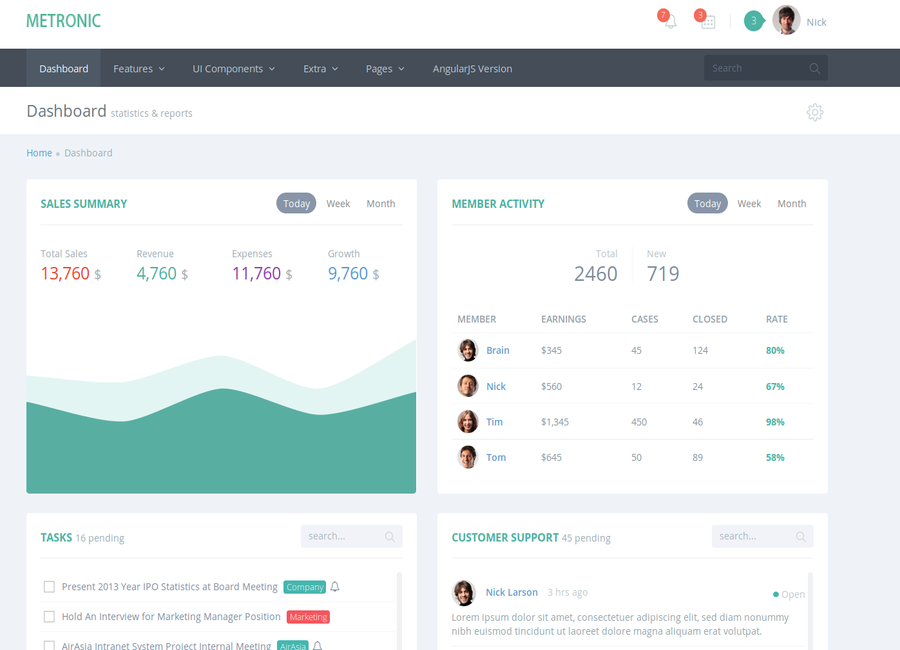 METRONIC
7
3
3
Nick
Dashboard Features UI Components Extra Pages AngularJS Version Search
Dashboard statistics & reports
Home » Dashboard
SALES SUMMARY Today Week Month
Total Sales Revenue Expenses Growth
13,760 $ 4,760 $ 11,760 $ 9,760 $
MEMBER ACTIVITY Today Week Month
Total New
2460 719
MEMBER EARNINGS CASES CLOSED RATE
Brain $345 45 124 80%
Nick $560 12 24 67%
Tim $1,345 450 46 98%
Tom $645 50 89 58%
TASKS 16 pending search...
Present 2013 Year IPO Statistics at Board Meeting Company
Hold An Interview for Marketing Manager Position Marketing
AirAsia Intranet System Project Internal Meeting AirAsia
CUSTOMER SUPPORT 45 pending search...
Nick Larson 3 hrs ago Open
Lorem ipsum dolor sit amet, consectetuer adipiscing elit, sed diam nonummy
nibh euismod tincidunt ut laoreet dolore magna aliquam erat volutpat.